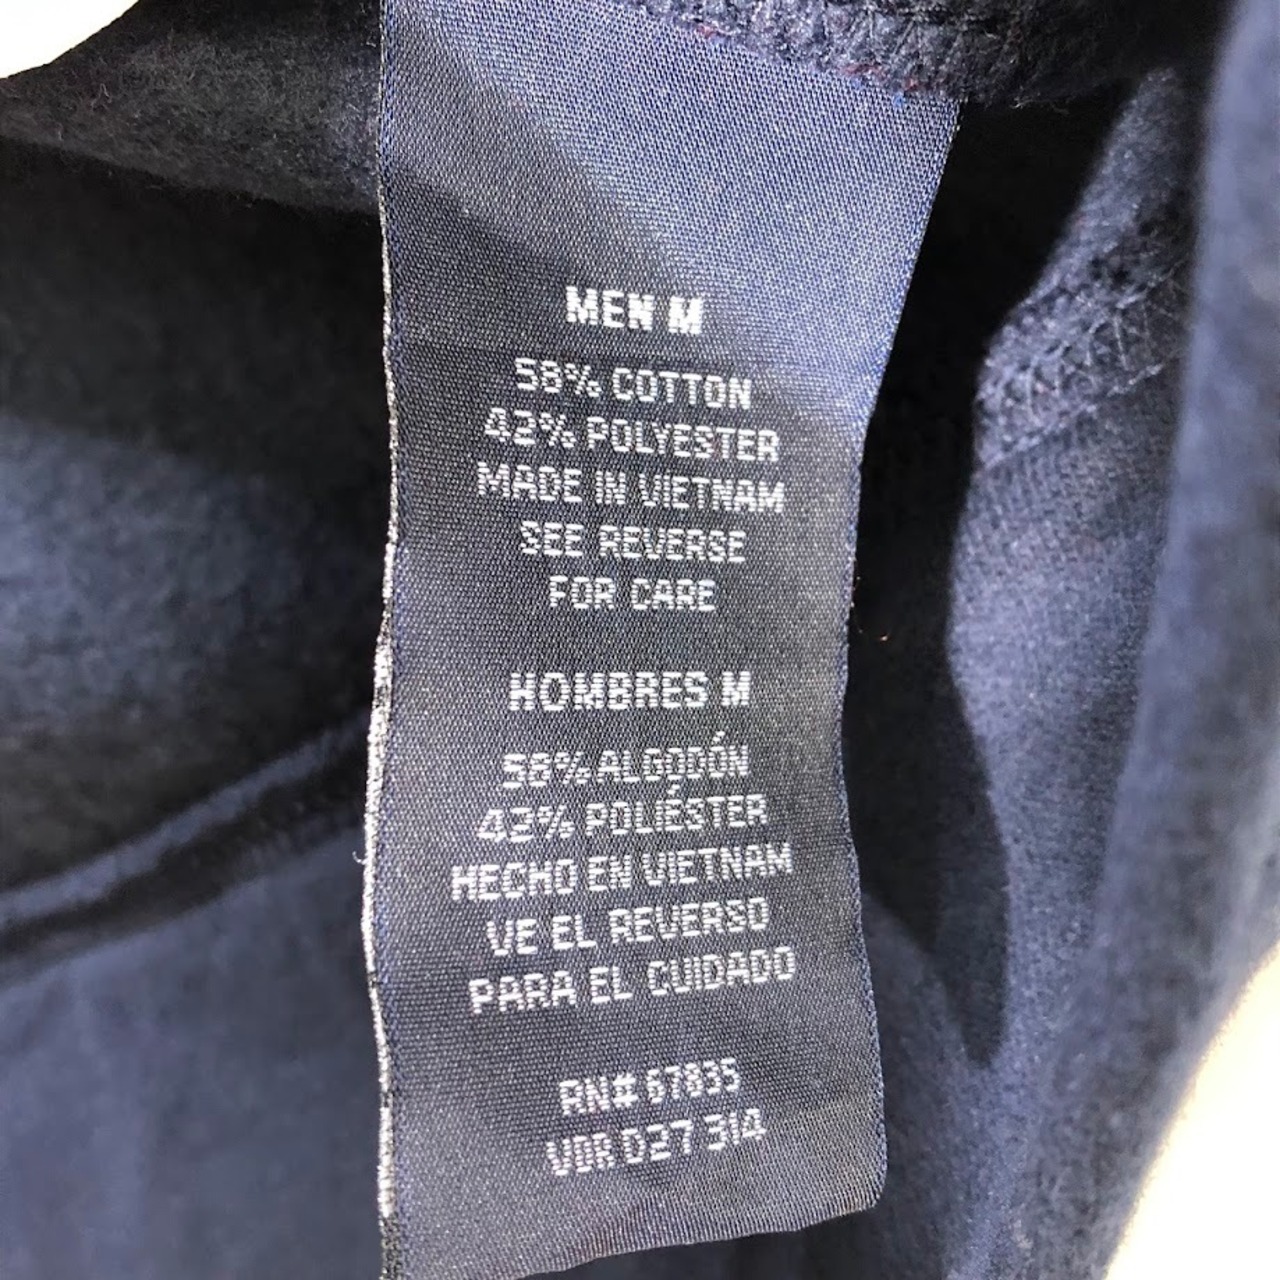 MEN M
58% COTTON
42% POLYESTER
MADE IN VIETNAM
SEE REVERSE
FOR CARE
HOMBRES M
58% ALGODÓN
42% POLIÉSTER
HECHO EN VIETNAM
VE EL REVERSO
PARA EL CUIDADO
RN# 67835
VDR D27 314